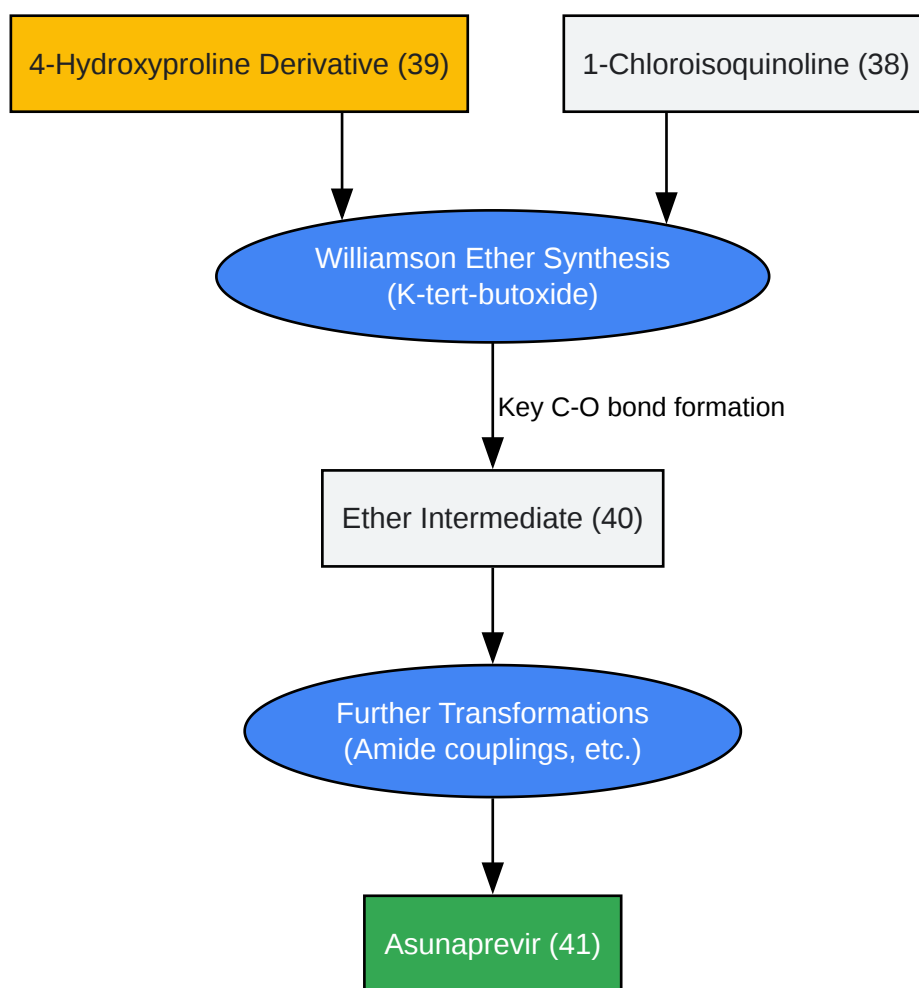 4-Hydroxyproline Derivative (39)
1-Chloroisoquinoline (38)
Williamson Ether Synthesis
(K-tert-butoxide)
Key C-O bond formation
Ether Intermediate (40)
Further Transformations
(Amide couplings, etc.)
Asunaprevir (41)